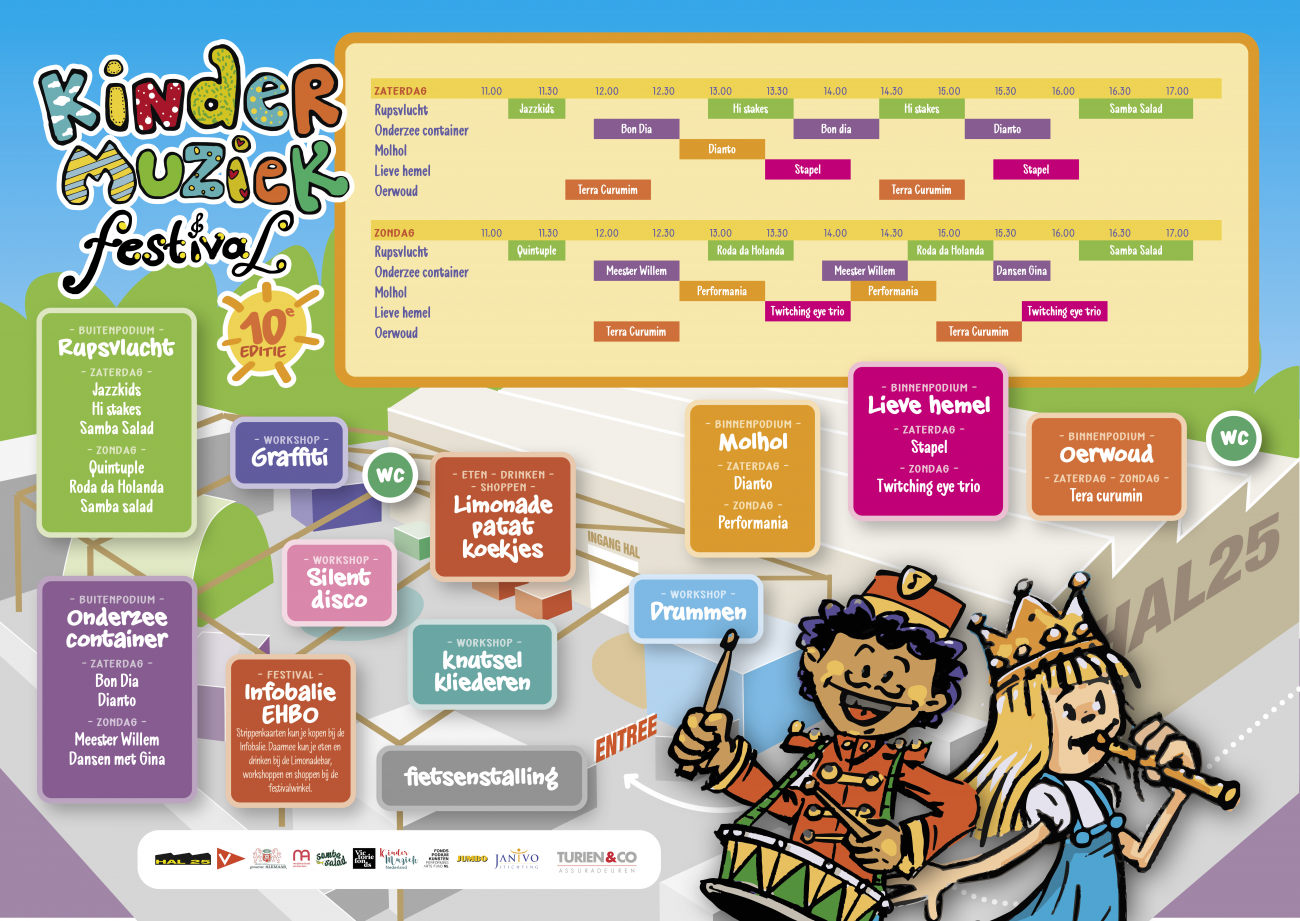 Kinder
Muziek
festival
10e
EDITIE
ZATERDAG 11.00 11.30 12.00 12.30 13.00 13.30 14.00 14.30 15.00 15.30 16.00 16.30 17.00
Rupsvlucht Jazzkids Hi stakes Hi stakes Samba Salad
Onderzee container Bon Dia Bon dia Dianto
Molhol Dianto
Lieve hemel Stapel Stapel
Oerwoud Terra Curumim Terra Curumim
ZONDAG 11.00 11.30 12.00 12.30 13.00 13.30 14.00 14.30 15.00 15.30 16.00 16.30 17.00
Rupsvlucht Quintuple Roda da Holanda Roda da Holanda Samba Salad
Onderzee container Meester Willem Meester Willem Dansen Gina
Molhol Performania Performania
Lieve hemel Twitching eye trio Twitching eye trio
Oerwoud Terra Curumim Terra Curumim
- BUITENPODIUM -
Rupsvlucht
- ZATERDAG -
Jazzkids
Hi stakes
Samba Salad
- ZONDAG -
Quintuple
Roda da Holanda
Samba salad
- WORKSHOP -
Graffiti
WC
- ETEN - DRINKEN -
- SHOPPEN -
Limonade
patat
koekjes
INGANG HAL
- BINNENPODIUM -
Molhol
- ZATERDAG -
Dianto
- ZONDAG -
Performania
- BINNENPODIUM -
Lieve hemel
- ZATERDAG -
Stapel
- ZONDAG -
Twitching eye trio
- BINNENPODIUM -
Oerwoud
- ZATERDAG - ZONDAG -
Tera curumin
WC
HAL25
- WORKSHOP -
Silent
disco
- WORKSHOP -
Drummen
- BUITENPODIUM -
Onderzee
container
- ZATERDAG -
Bon Dia
Dianto
- ZONDAG -
Meester Willem
Dansen met Gina
- WORKSHOP -
knutsel
kliederen
- FESTIVAL -
Infobalie
EHBO
Strippenkaarten kun je kopen bij de
Infobalie. Daarmee kun je eten en
drinken bij de Limonadebar,
workshoppen en shoppen bij de
festivalwinkel.
ENTREE
fietsenstalling
HAL 25
V
gemeente ALKMAAR
samba
salad
Victorie
fonds
Kinder
Muziek
Nederland
FONDS
PODIUM
KUNSTEN
PERFORMING
ARTS FUND NL
JUMBO
JANIVO
STICHTING
TURIEN & CO
ASSURADEUREN